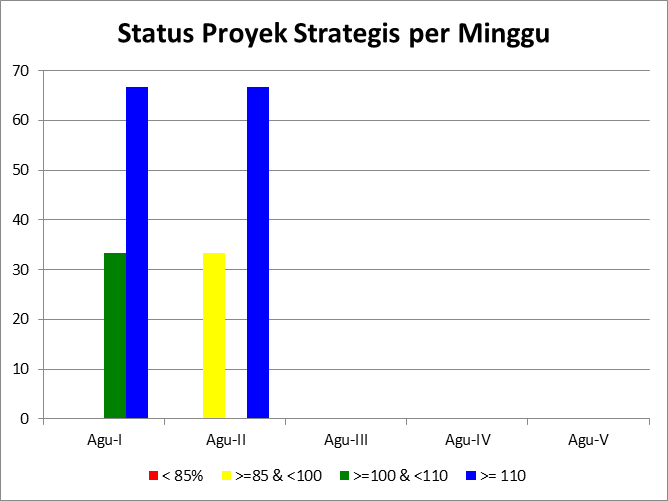 Status Proyek Strategis per Minggu
70
60
50
40
30
20
10
0
Agu-I Agu-II Agu-III Agu-IV Agu-V
< 85% >=85 & <100 >=100 & <110 >= 110